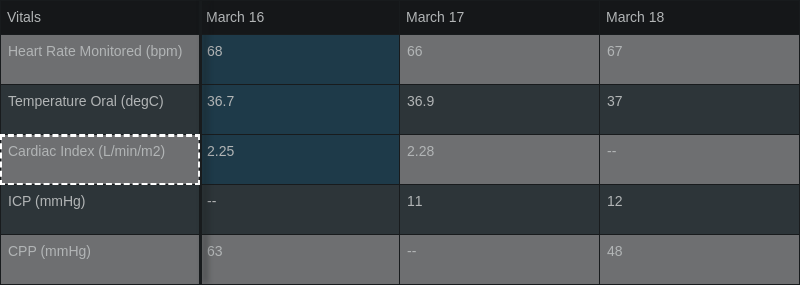 Vitals March 16 March 17 March 18
Heart Rate Monitored (bpm) 68 66 67
Temperature Oral (degC) 36.7 36.9 37
Cardiac Index (L/min/m2) 2.25 2.28 --
ICP (mmHg) -- 11 12
CPP (mmHg) 63 -- 48